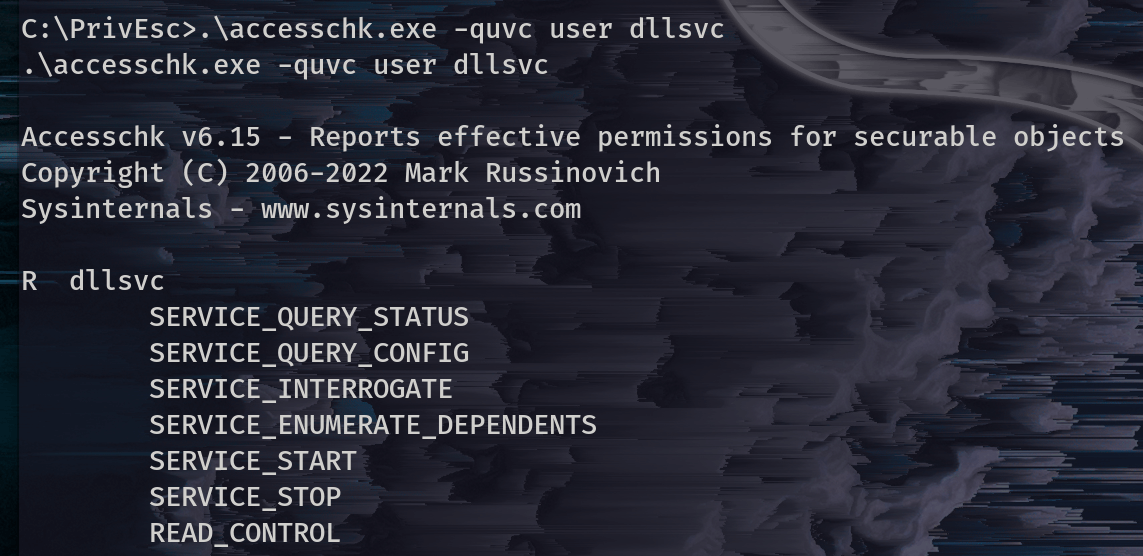 C:\PrivEsc>.\accesschk.exe -quvc user dllsvc
.\accesschk.exe -quvc user dllsvc
Accesschk v6.15 - Reports effective permissions for securable objects
Copyright (C) 2006-2022 Mark Russinovich
Sysinternals - www.sysinternals.com
R  dllsvc
SERVICE_QUERY_STATUS
SERVICE_QUERY_CONFIG
SERVICE_INTERROGATE
SERVICE_ENUMERATE_DEPENDENTS
SERVICE_START
SERVICE_STOP
READ_CONTROL